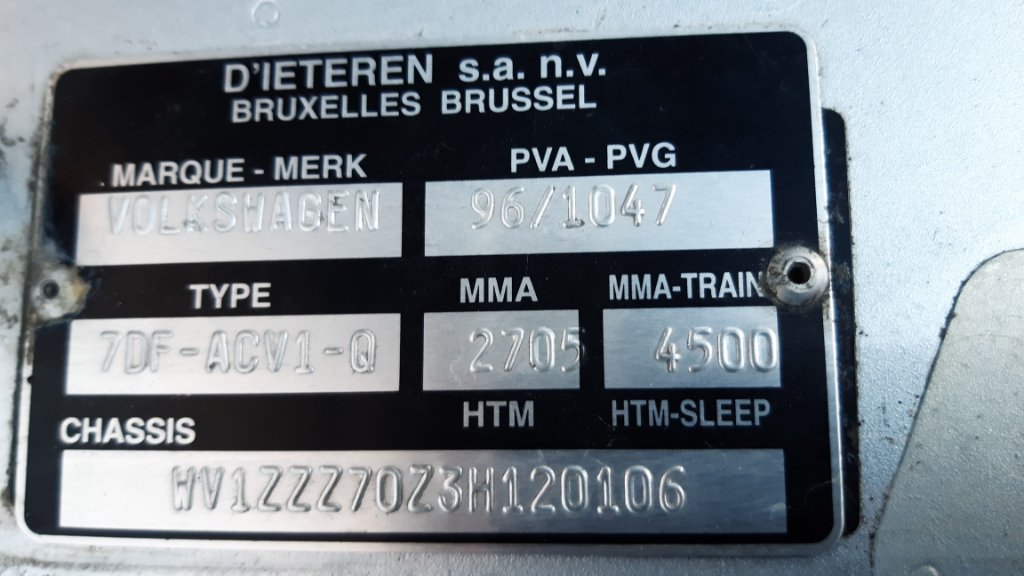 D'IETEREN s.a. n.v.
BRUXELLES BRUSSEL
MARQUE - MERK PVA - PVG
VOLKSWAGEN 96/1047
TYPE MMA MMA-TRAIN
7DF-ACV1-Q 2705 4500
HTM HTM-SLEEP
CHASSIS
WV1ZZZ70Z3H120106